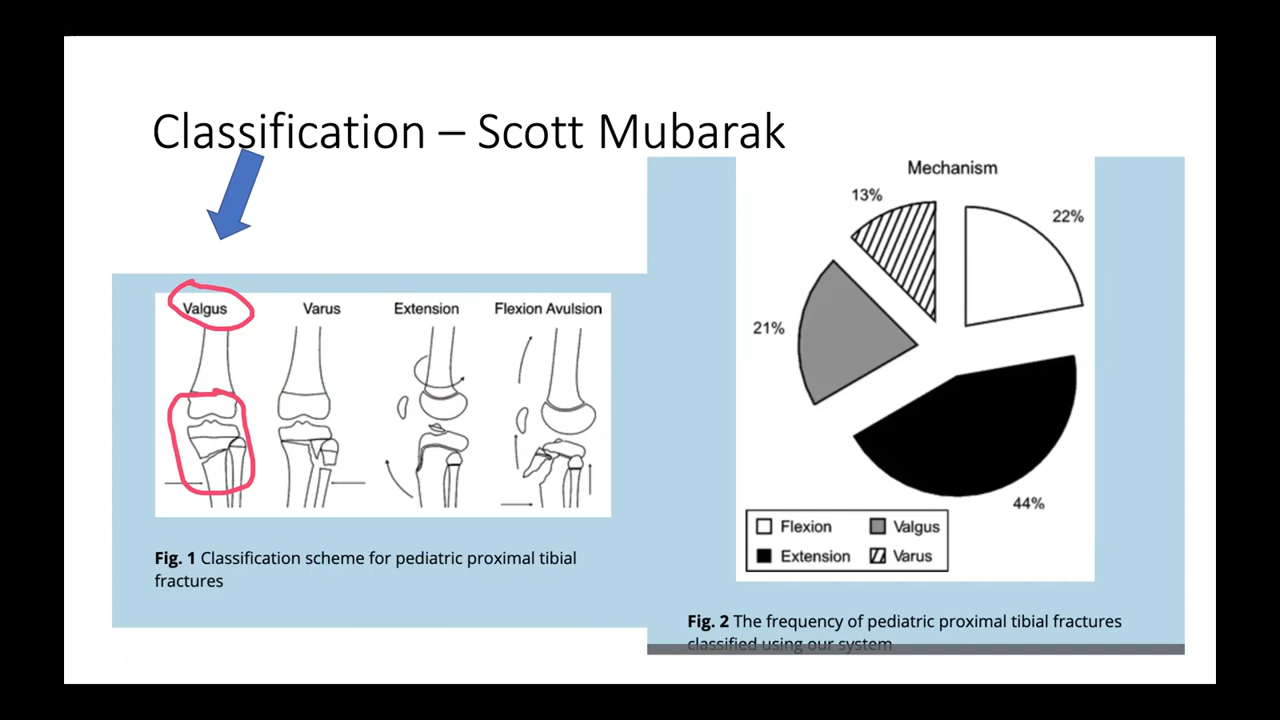 Classification – Scott Mubarak
Valgus Varus Extension Flexion Avulsion
Fig. 1 Classification scheme for pediatric proximal tibial
fractures
Mechanism
13%
22%
21%
44%
Flexion Valgus
Extension Varus
Fig. 2 The frequency of pediatric proximal tibial fractures
classified using our system